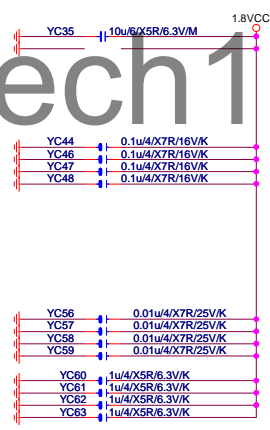 1.8VCC
YC35 10u/6/X5R/6.3V/M
ech1
YC44 0.1u/4/X7R/16V/K
YC46 0.1u/4/X7R/16V/K
YC47 0.1u/4/X7R/16V/K
YC48 0.1u/4/X7R/16V/K
YC56 0.01u/4/X7R/25V/K
YC57 0.01u/4/X7R/25V/K
YC58 0.01u/4/X7R/25V/K
YC59 0.01u/4/X7R/25V/K
YC60 1u/4/X5R/6.3V/K
YC61 1u/4/X5R/6.3V/K
YC62 1u/4/X5R/6.3V/K
YC63 1u/4/X5R/6.3V/K